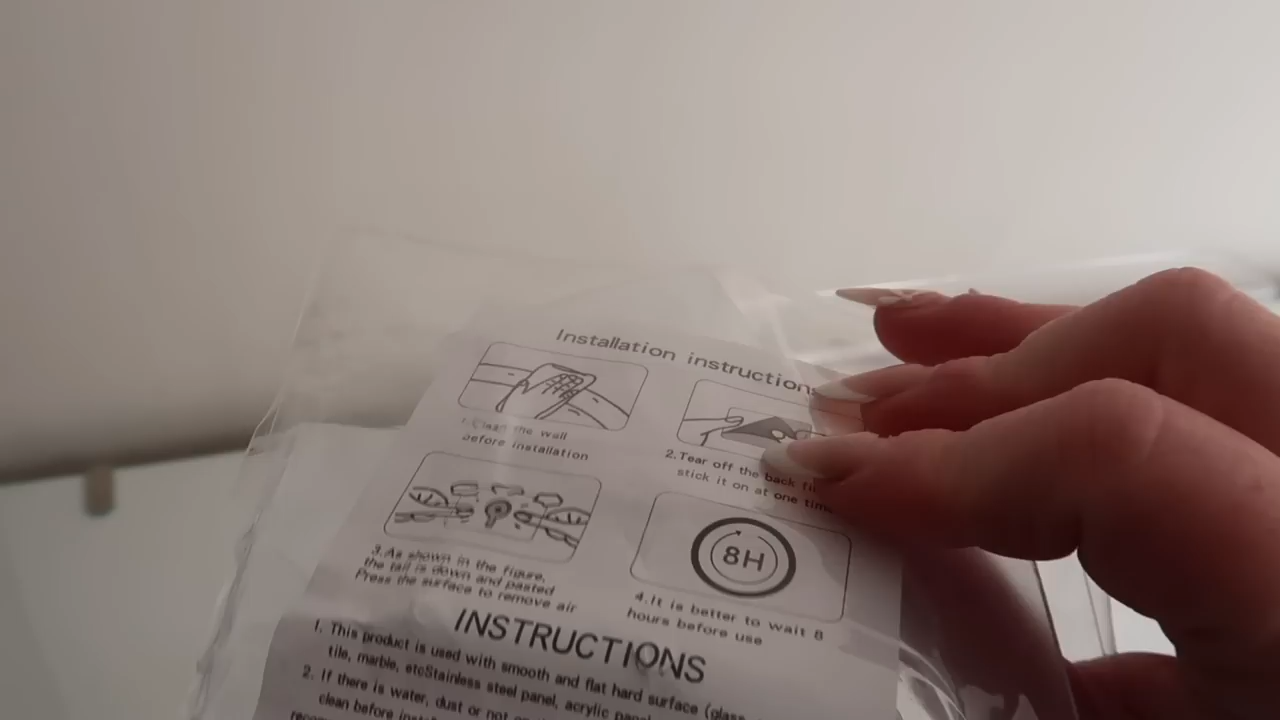 Installation instructions
1.Clean the wall
before installation
2.Tear off the back
stick it on at one
3.As shown in the figure,
the tail is down and pasted
Press the surface to remove air
8H
4.It is better to wait 8
hours before use
INSTRUCTIONS
1. This product is used with smooth and flat hard surface (glass
tile, marble, etcStainless steel panel, acrylic
2. If there is water, dust or not
clean before